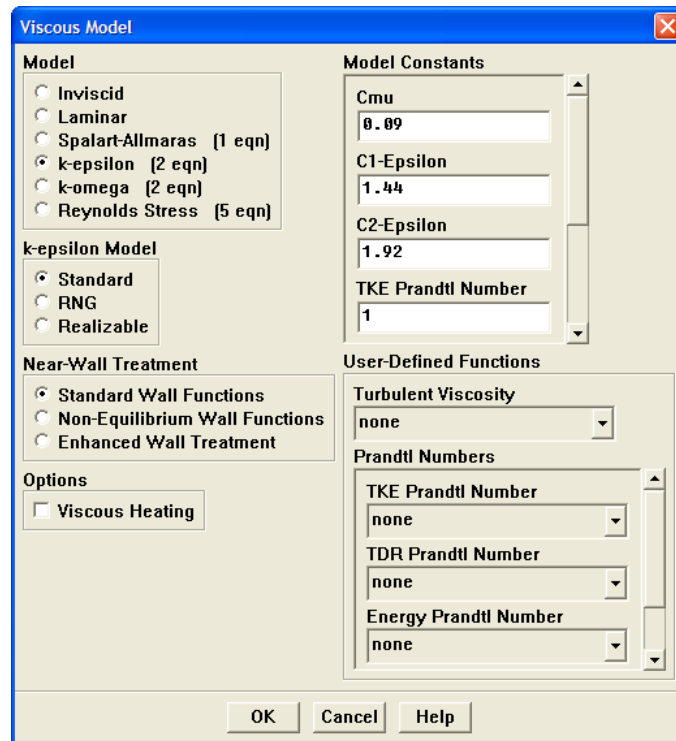 Viscous Model
Model
Inviscid
Laminar
Spalart-Allmaras (1 eqn)
k-epsilon (2 eqn)
k-omega (2 eqn)
Reynolds Stress (5 eqn)
k-epsilon Model
Standard
RNG
Realizable
Near-Wall Treatment
Standard Wall Functions
Non-Equilibrium Wall Functions
Enhanced Wall Treatment
Options
Viscous Heating
Model Constants
Cmu
0.09
C1-Epsilon
1.44
C2-Epsilon
1.92
TKE Prandtl Number
1
User-Defined Functions
Turbulent Viscosity
none
Prandtl Numbers
TKE Prandtl Number
none
TDR Prandtl Number
none
Energy Prandtl Number
none
OK Cancel Help